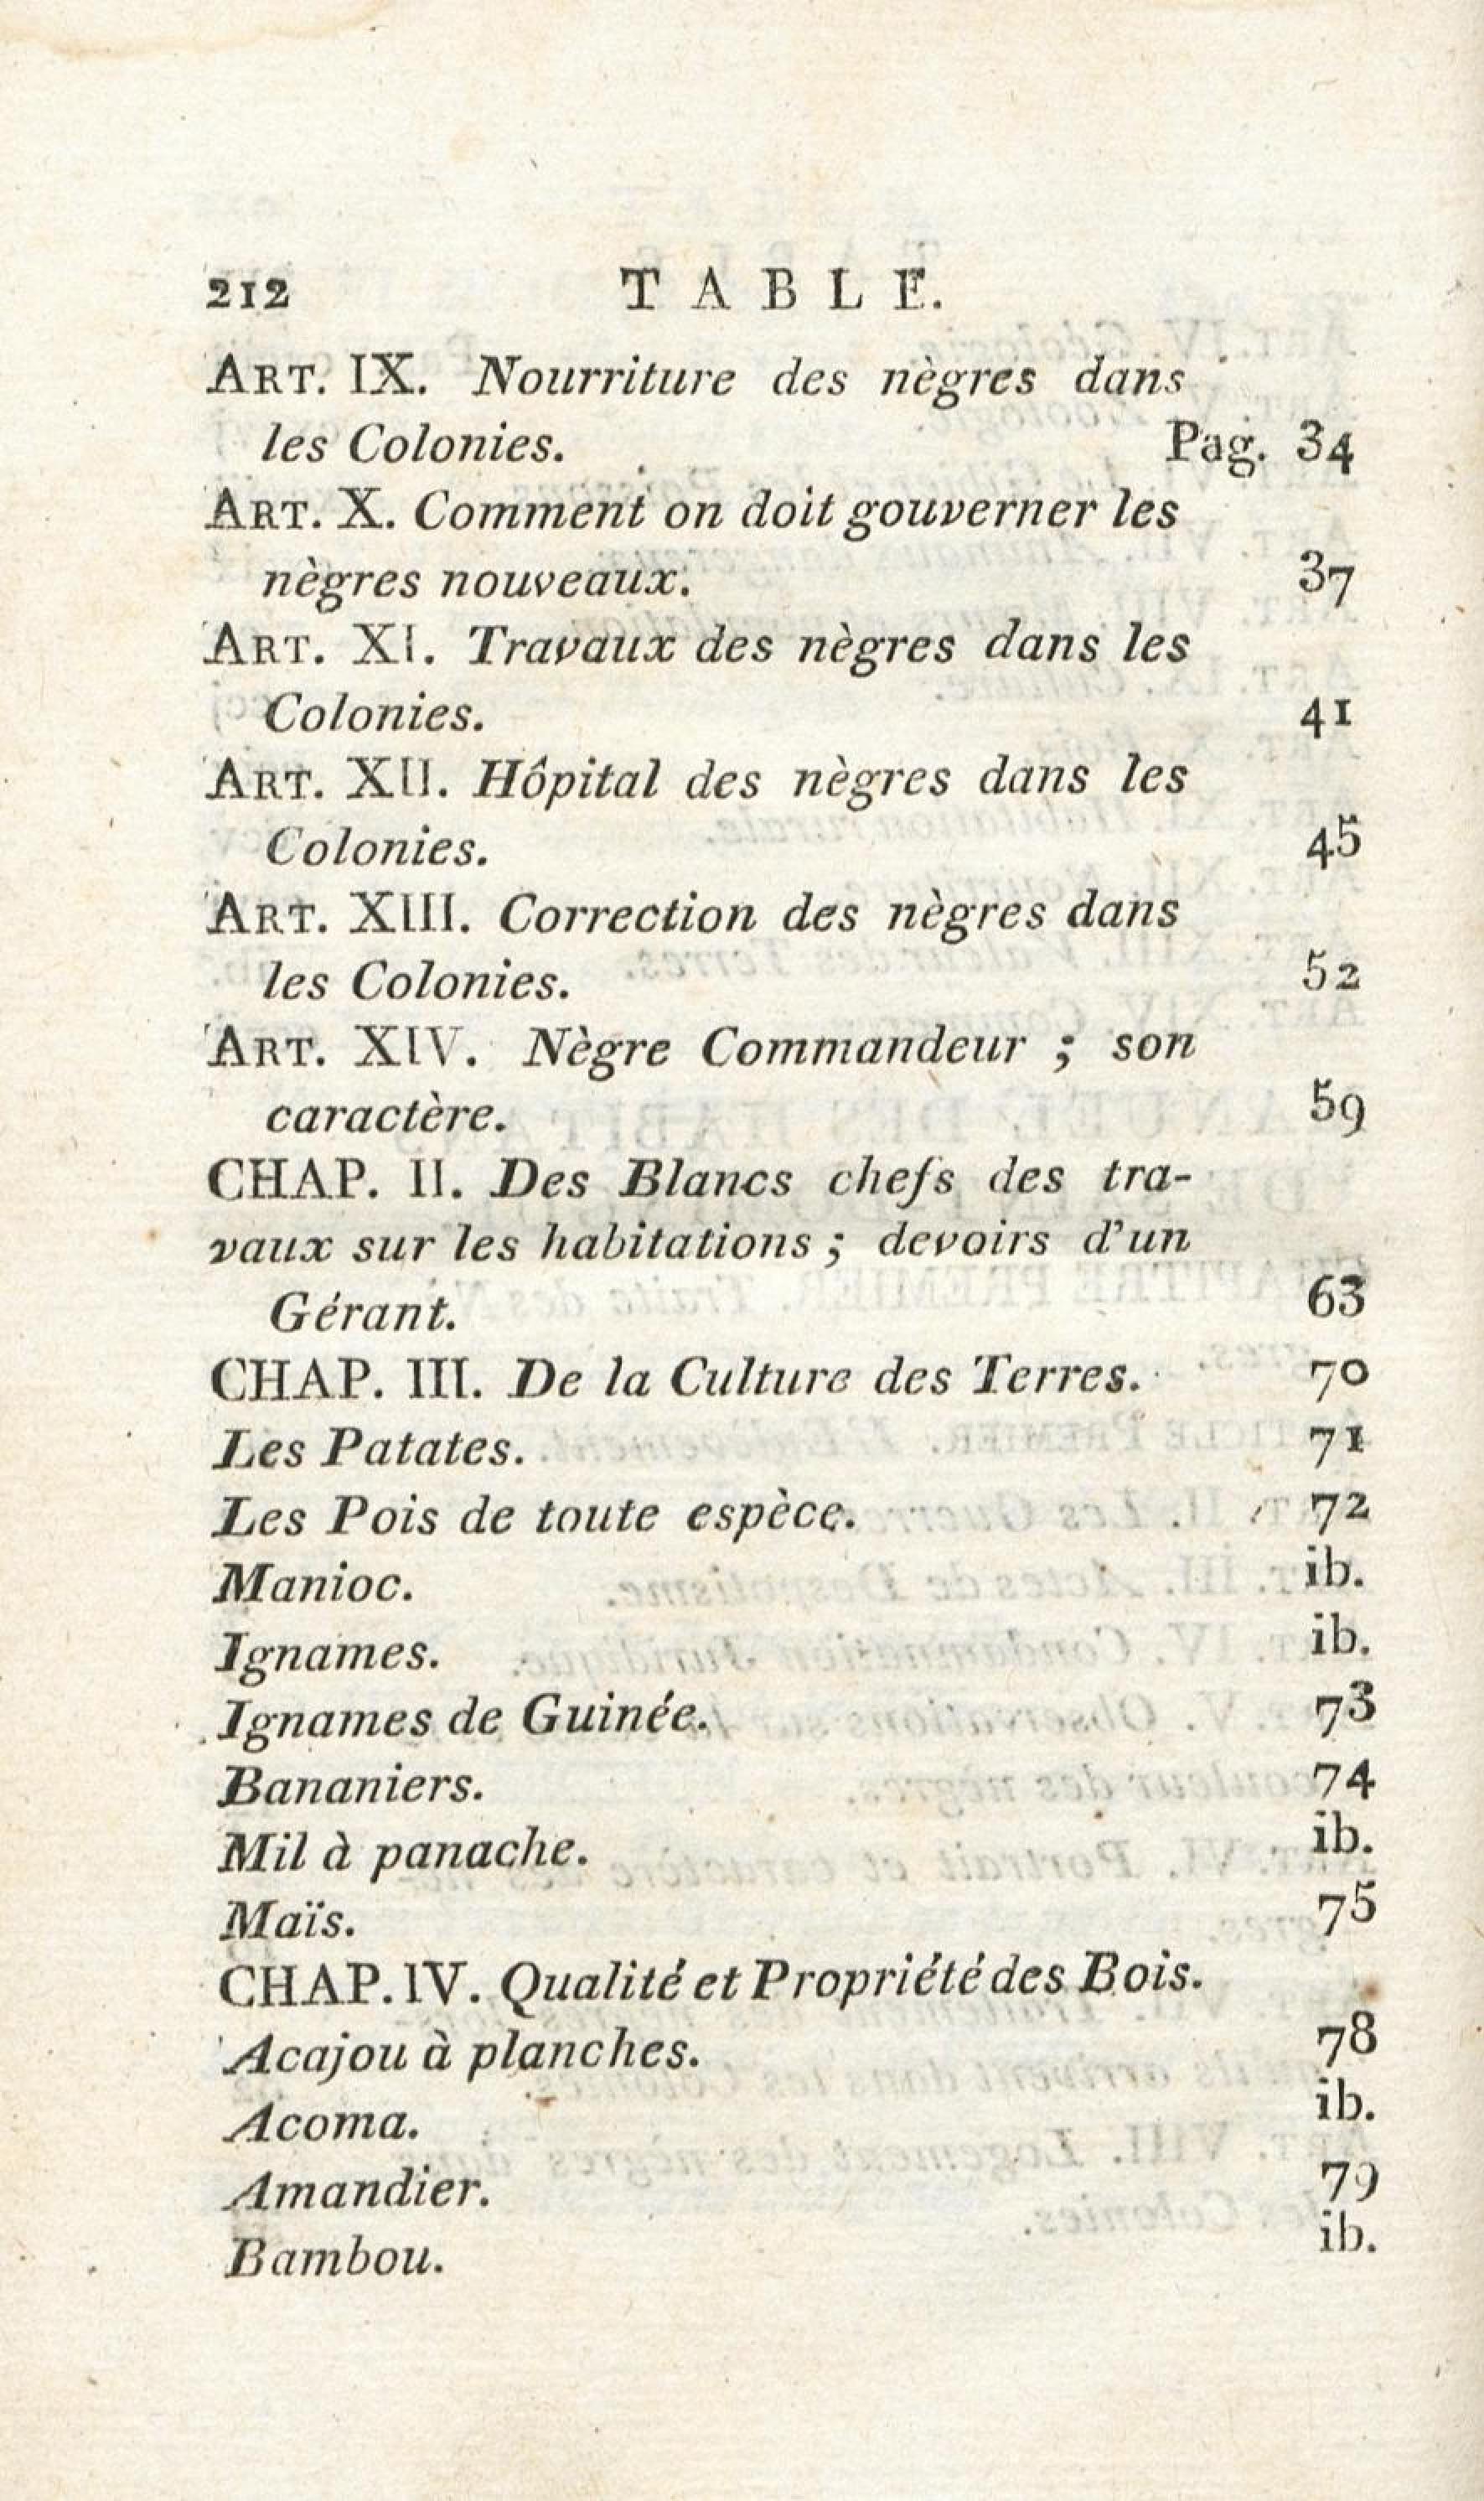 212 TABLE.
ART. IX. Nourriture des nègres dans
les Colonies. Pag. 34
ART. X. Comment on doit gouverner les
nègres nouveaux. 37
ART. XI. Travaux des nègres dans les
Colonies. 41
ART. XII. Hôpital des nègres dans les
Colonies. 45
ART. XIII. Correction des nègres dans
les Colonies. 52
ART. XIV. Nègre Commandeur ; son
caractère. 59
CHAP. II. Des Blancs chefs des tra-
vaux sur les habitations ; devoirs d'un
Gérant. 63
CHAP. III. De la Culture des Terres. 70
Les Patates. 71
Les Pois de toute espèce. 72
Manioc. ib.
Ignames. ib.
Ignames de Guinée. 73
Bananiers. 74
Mil à panache. ib.
Maïs. 75
CHAP. IV. Qualité et Propriété des Bois.
Acajou à planches. 78
Acoma. ib.
Amandier. 79
Bambou. ib.